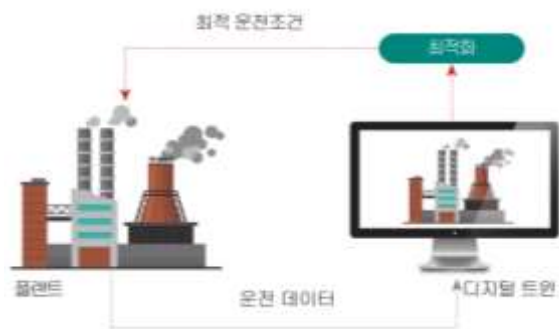 최적 운전조건
최적화
플랜트
디지털 트윈
운전 데이터